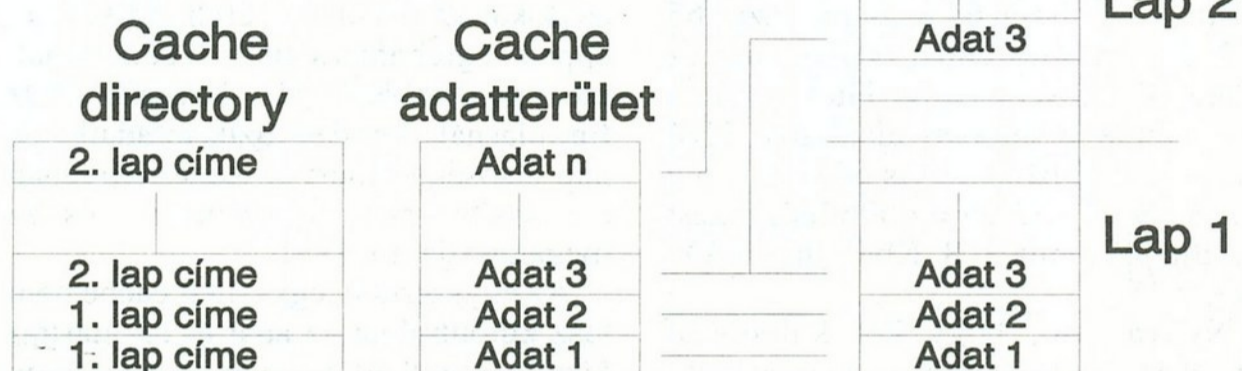 Lap 2
Cache directory
Cache adatterület
Adat 3
2. lap címe
Adat n
Lap 1
2. lap címe
Adat 3
Adat 3
1. lap címe
Adat 2
Adat 2
1. lap címe
Adat 1
Adat 1